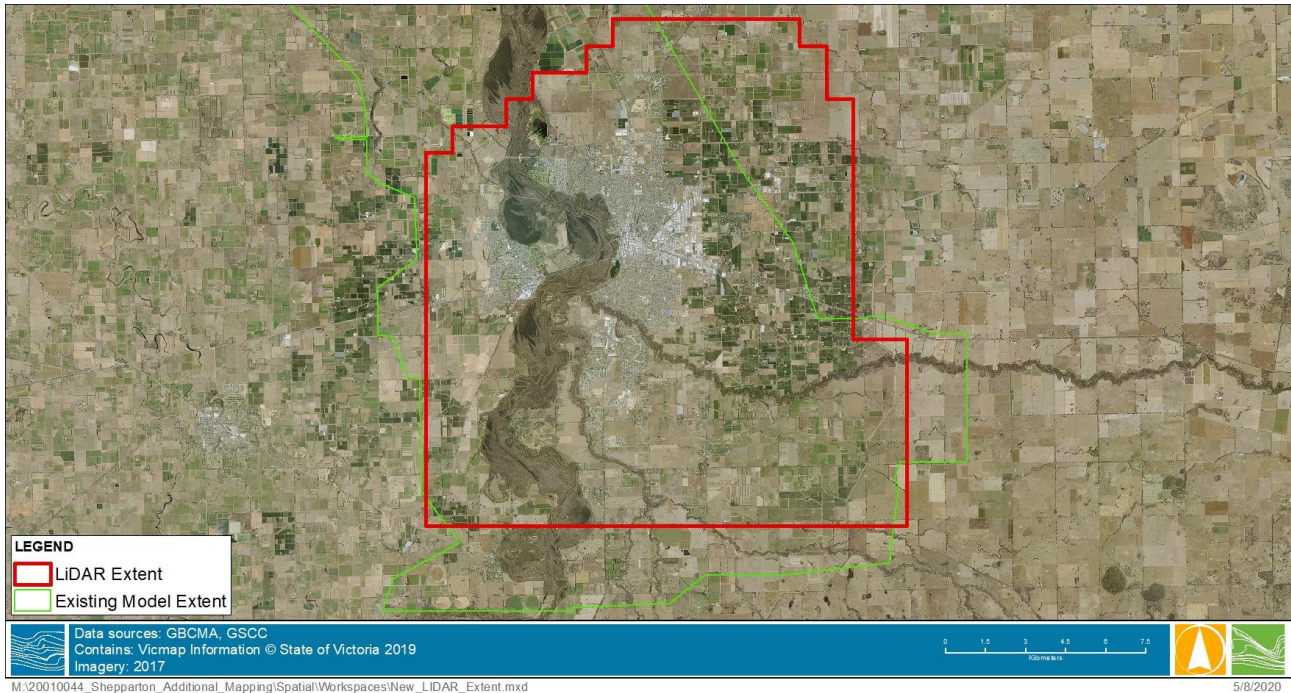 LEGEND
LiDAR Extent
Existing Model Extent
Data sources: GBCMA, GSCC
Contains: Vicmap Information © State of Victoria 2019
Imagery: 2017
0 1.5 3 4.5 6 7.5
Kilometers
M:\20010044_Shepparton_Additional_Mapping\Spatial\Workspaces\New_LIDAR_Extent.mxd
5/8/2020